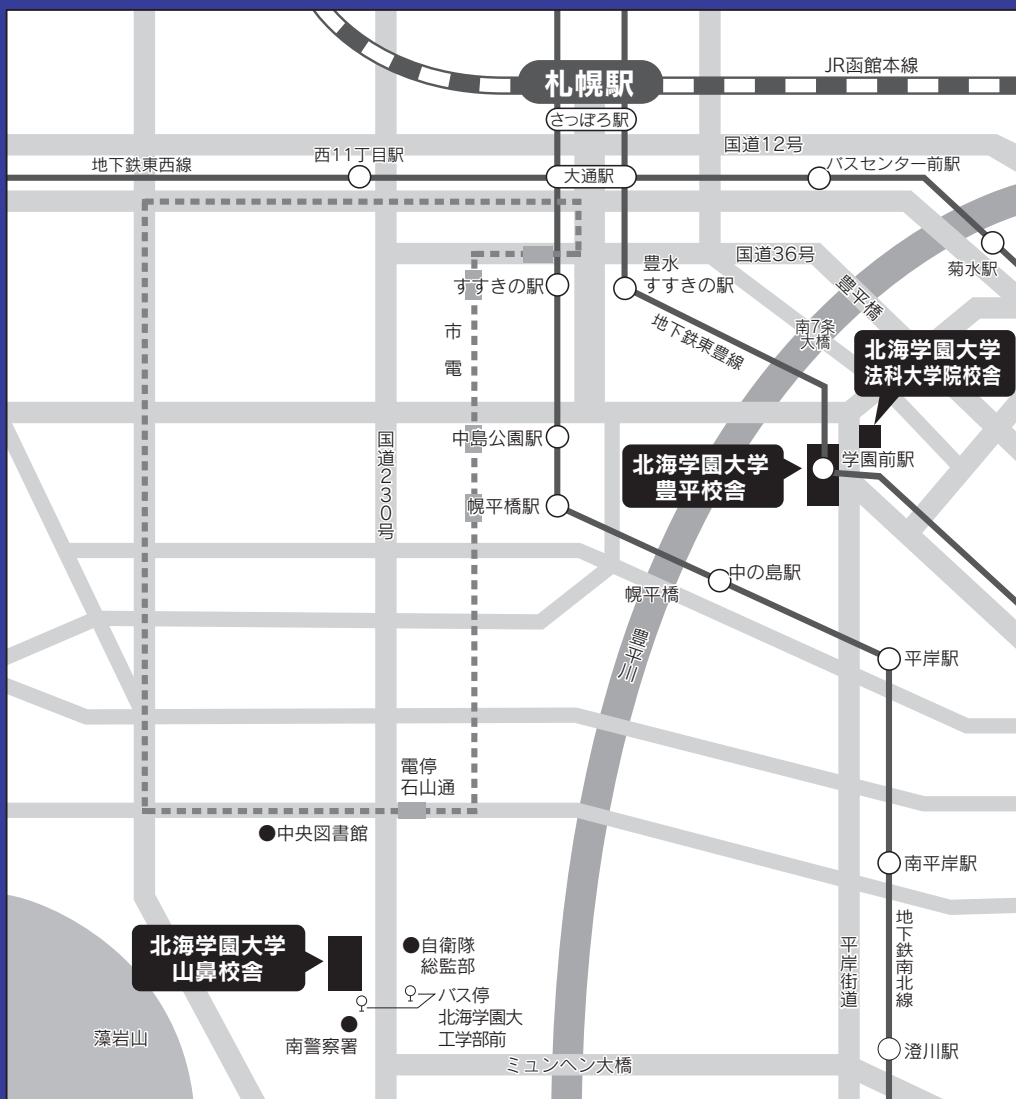 JR函館本線
札幌駅
さっぽろ駅
国道12号
地下鉄東西線
西11丁目駅
大通駅
バスセンター前駅
国道36号
菊水駅
豊水
すすきの駅
すすきの駅
豊平橋
南7条
大橋
地下鉄東豊線
市電
北海学園大学
法科大学院校舎
国道230号
中島公園駅
北海学園大学
豊平校舎
学園前駅
幌平橋駅
中の島駅
幌平橋
豊平川
平岸駅
電停
石山通
中央図書館
南平岸駅
北海学園大学
山鼻校舎
自衛隊
総監部
平岸街道
地下鉄南北線
バス停
北海学園大
工学部前
藻岩山
南警察署
ミュンヘン大橋
澄川駅